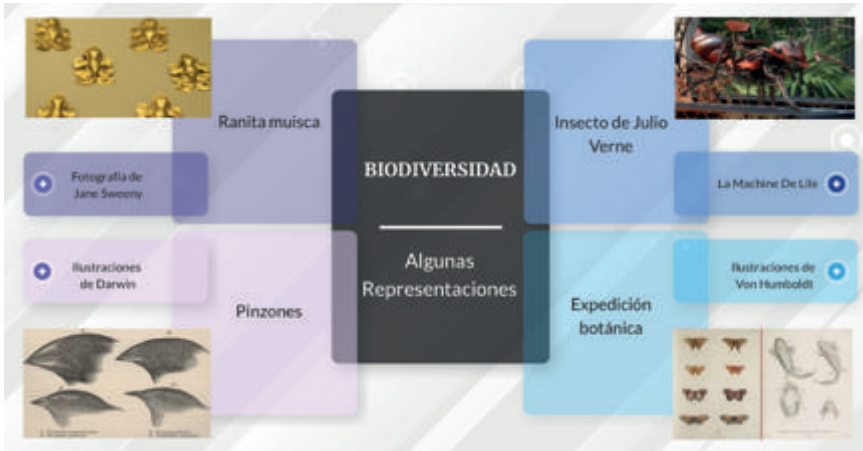 Ranita muisca
Fotografía de
Jane Sweeny
Ilustraciones
de Darwin
Pinzones
BIODIVERSIDAD
Algunas
Representaciones
Insecto de Julio
Verne
La Machine De Lile
Ilustraciones de
Von Humboldt
Expedición
botánica